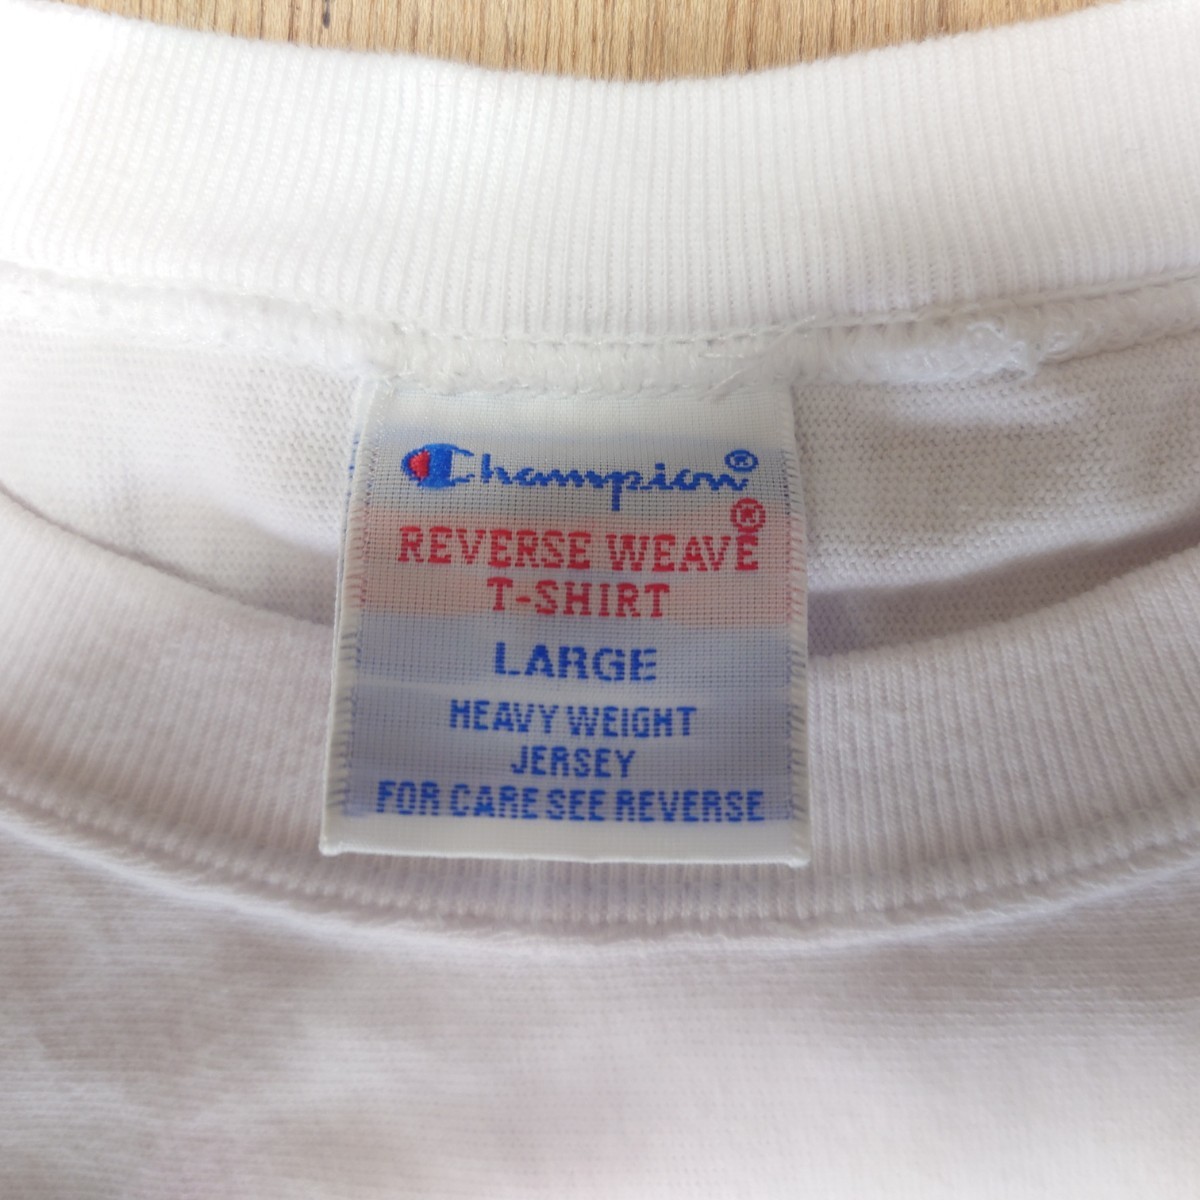 Champion®
REVERSE WEAVE®
T-SHIRT
LARGE
HEAVY WEIGHT
JERSEY
FOR CARE SEE REVERSE